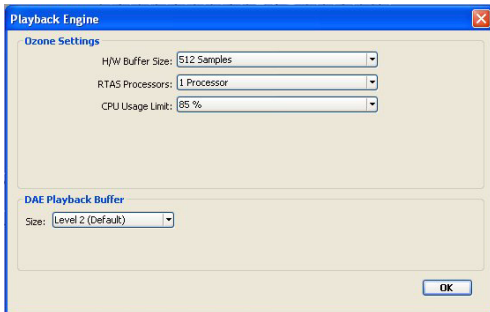 Playback Engine
Ozone Settings
H/W Buffer Size: 512 Samples
RTAS Processors: 1 Processor
CPU Usage Limit: 85 %
DAE Playback Buffer
Size: Level 2 (Default)
OK